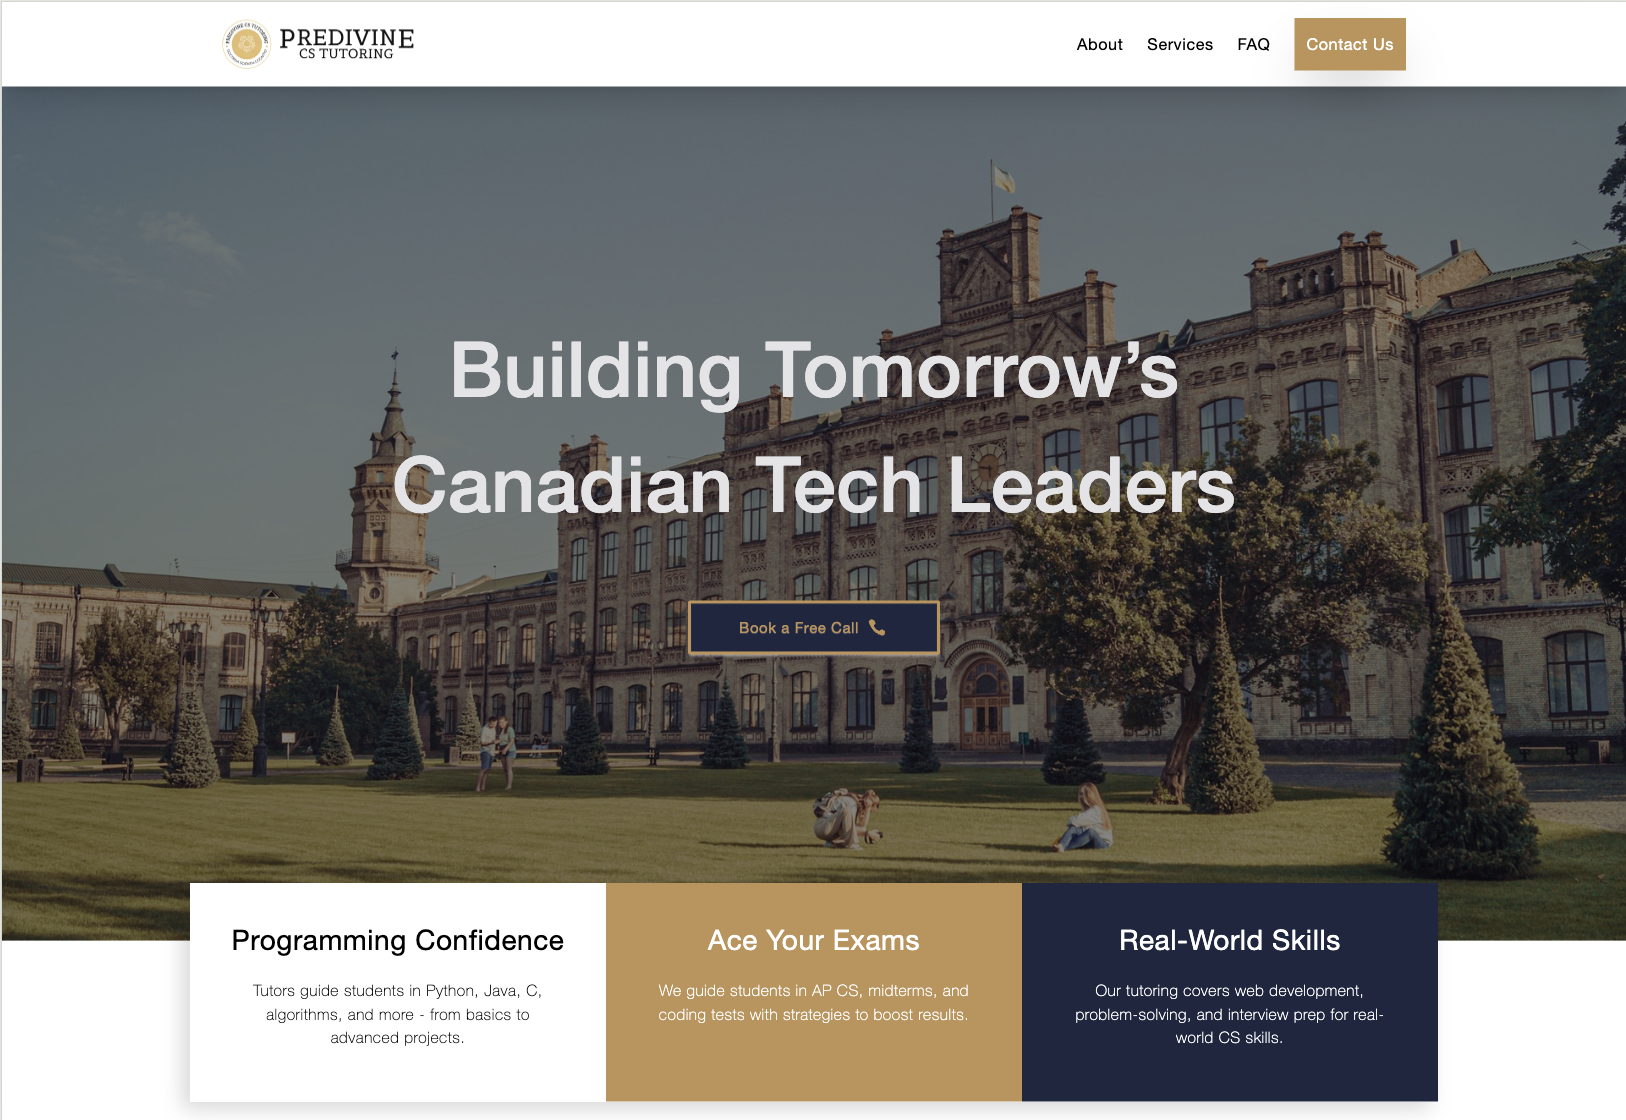 PREDIVINE CS TUTORING
PREDIVINE
CS TUTORING
About
Services
FAQ
Contact Us
Building Tomorrow’s
Canadian Tech Leaders
Book a Free Call
Programming Confidence
Tutors guide students in Python, Java, C,
algorithms, and more - from basics to
advanced projects.
Ace Your Exams
We guide students in AP CS, midterms, and
coding tests with strategies to boost results.
Real-World Skills
Our tutoring covers web development,
problem-solving, and interview prep for real-
world CS skills.